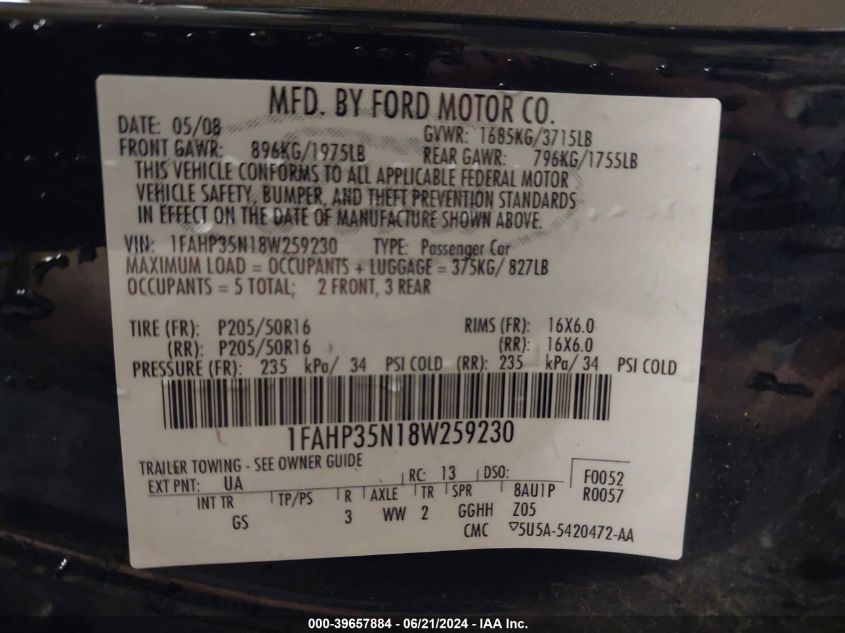 MFD. BY FORD MOTOR CO.
DATE: 05/08 GVWR: 1685KG/3715LB
FRONT GAWR: 896KG/1975LB REAR GAWR: 796KG/1755LB
THIS VEHICLE CONFORMS TO ALL APPLICABLE FEDERAL MOTOR
VEHICLE SAFETY, BUMPER, AND THEFT PREVENTION STANDARDS
IN EFFECT ON THE DATE OF MANUFACTURE SHOWN ABOVE.
VIN: 1FAHP35N18W259230 TYPE: Passenger Car
MAXIMUM LOAD = OCCUPANTS + LUGGAGE = 375KG/ 827LB
OCCUPANTS = 5 TOTAL; 2 FRONT, 3 REAR
TIRE (FR): P205/50R16 RIMS (FR): 16X6.0
(RR): P205/50R16 (RR): 16X6.0
PRESSURE (FR): 235 kPa/ 34 PSI COLD (RR): 235 kPa/ 34 PSI COLD
1FAHP35N18W259230
TRAILER TOWING - SEE OWNER GUIDE
EXT PNT: UA RC: 13 DSO: F0052
R0057
INT TR TP/PS R AXLE TR SPR 8AU1P
GS 3 WW 2 GGHH Z05
CMC ▽5U5A-5420472-AA
000-39657884 / 06/21/2024 / IAA Inc.